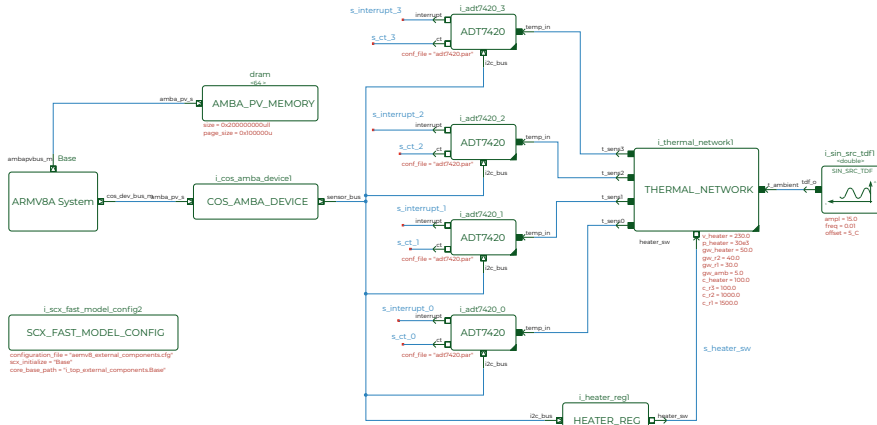 s_interrupt_3
i_adt7420_3
interrupt
temp_in
s_ct_3
ct
ADT7420
conf_file = "adt7420.par"
i2c_bus
dram
<64 >
amba_pv_s
AMBA_PV_MEMORY
size = 0x200000000ull
page_size = 0x100000u
s_interrupt_2
i_adt7420_2
interrupt
temp_in
s_ct_2
ct
ADT7420
conf_file = "adt7420.par"
i2c_bus
ambapvbus_m
Base
ARMV8A System
cos_dev_bus_m
amba_pv_s
i_cos_amba_device1
COS_AMBA_DEVICE
sensor_bus
s_interrupt_1
i_adt7420_1
interrupt
temp_in
s_ct_1
ct
ADT7420
conf_file = "adt7420.par"
i2c_bus
i_thermal_network1
t_sens3
t_sens2
t_sens1
t_sens0
THERMAL_NETWORK
t_ambient
tdf_o
heater_sw
v_heater = 230.0
p_heater = 30e3
gw_heater = 50.0
gw_r2 = 40.0
gw_r1 = 30.0
gw_amb = 5.0
c_heater = 100.0
c_r3 = 100.0
c_r2 = 1000.0
c_r1 = 1500.0
i_sin_src_tdf1
<double>
SIN_SRC_TDF
ampl = 15.0
freq = 0.01
offset = 5_C
i_scx_fast_model_config2
SCX_FAST_MODEL_CONFIG
configuration_file = "aemv8_external_components.cfg"
scx_initialize = "Base"
core_base_path = "i_top_external_components.Base"
s_interrupt_0
i_adt7420_0
interrupt
temp_in
s_ct_0
ct
ADT7420
conf_file = "adt7420.par"
i2c_bus
s_heater_sw
i_heater_reg1
i2c_bus
HEATER_REG
heater_sw